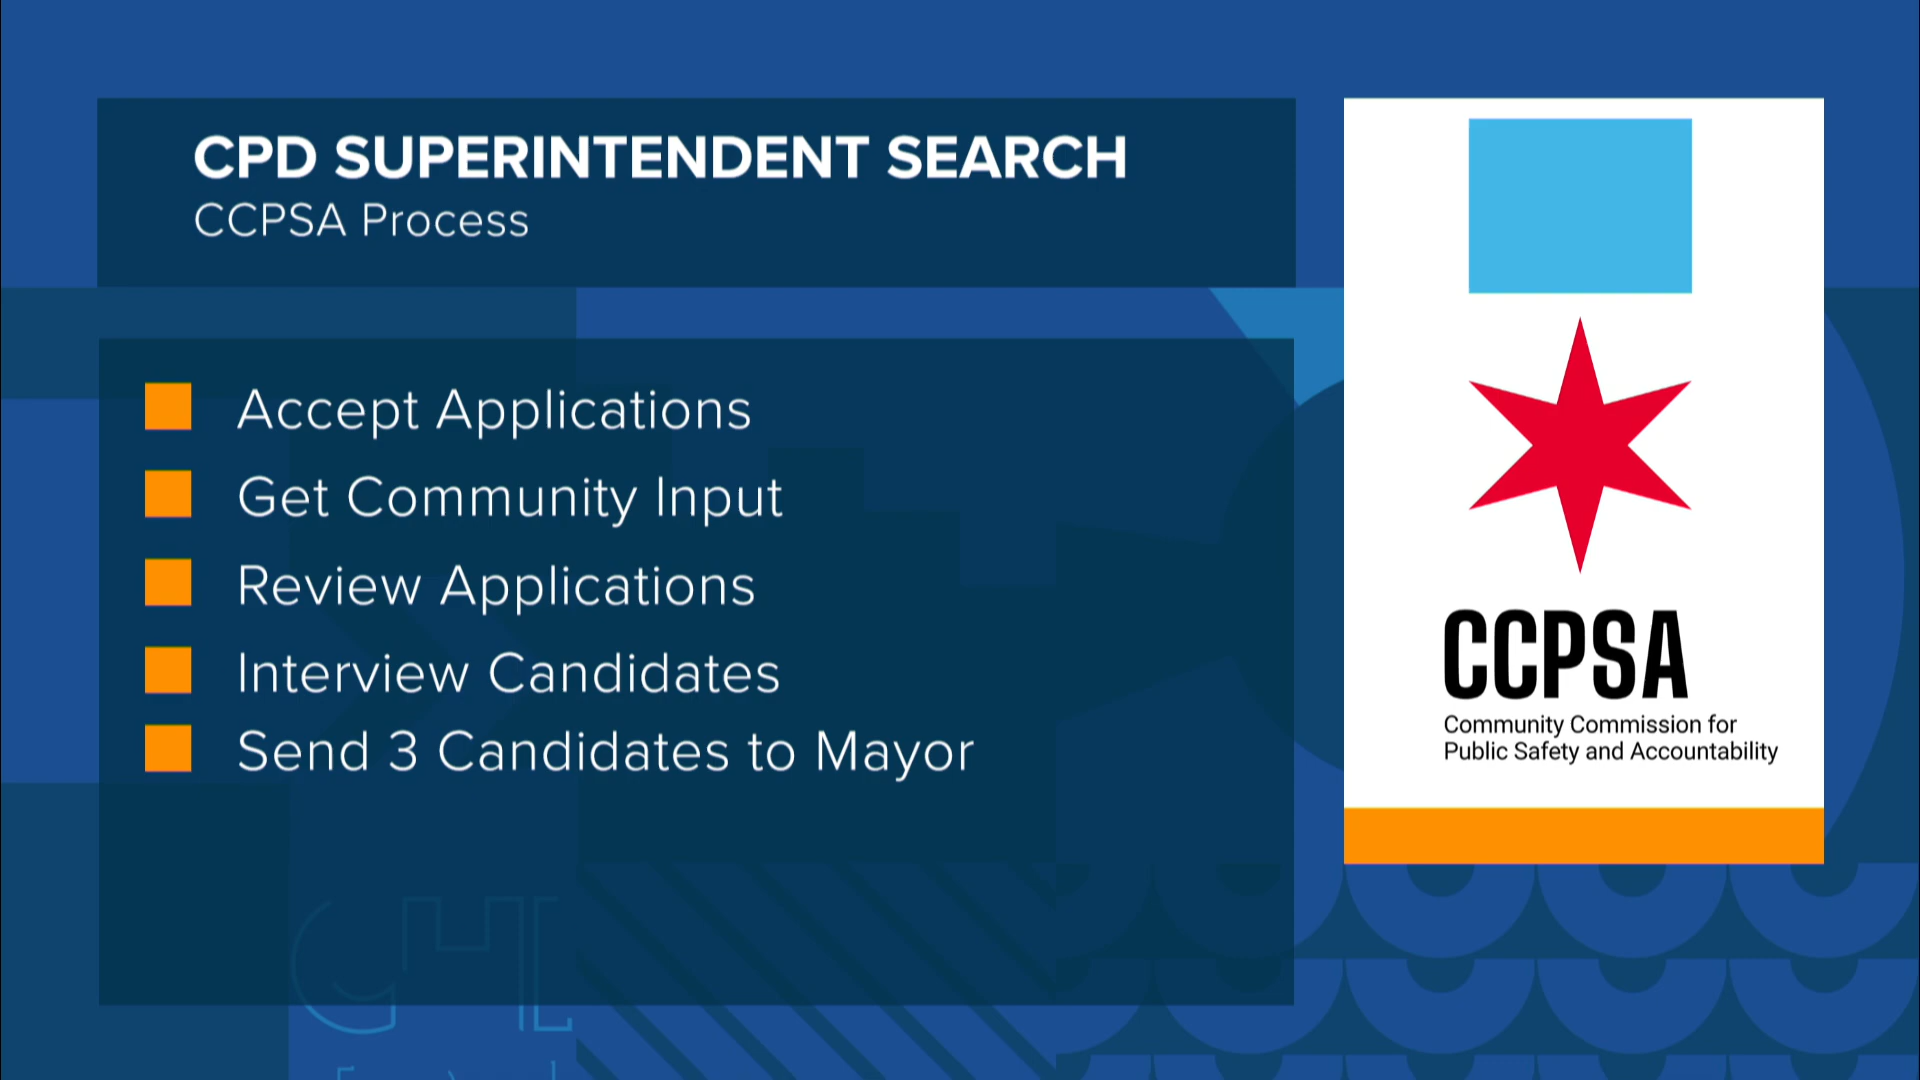 CPD SUPERINTENDENT SEARCH
CCPSA Process
Accept Applications
Get Community Input
Review Applications
Interview Candidates
Send 3 Candidates to Mayor
CCPSA
Community Commission for
Public Safety and Accountability